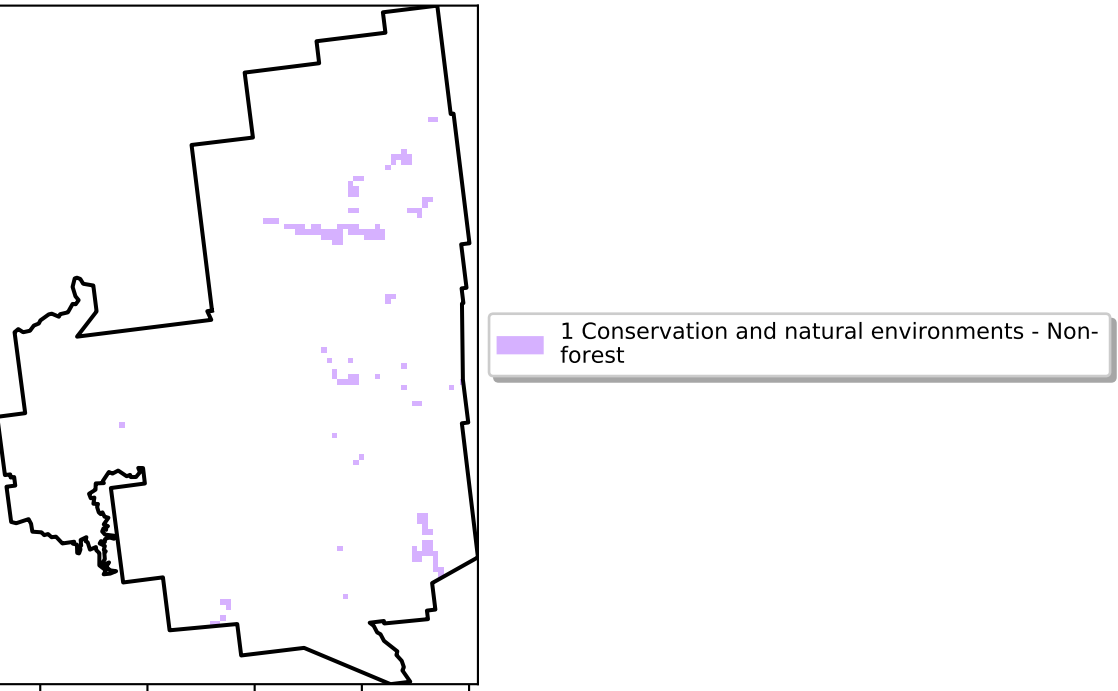 1 Conservation and natural environments - Non-
forest